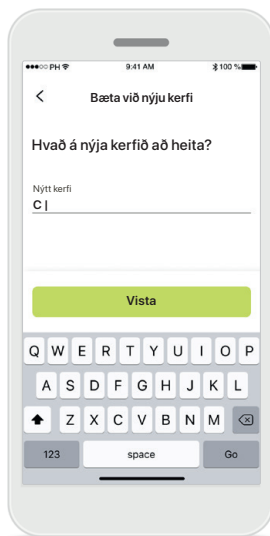 PH 9:41 AM 100 %
Bæta við nýju kerfi
Hvað á nýja kerfið að heita?
Nýtt kerfi
C |
Vista
Q W E R T Y U I O P
A S D F G H J K L
Z X C V B N M
123 space Go